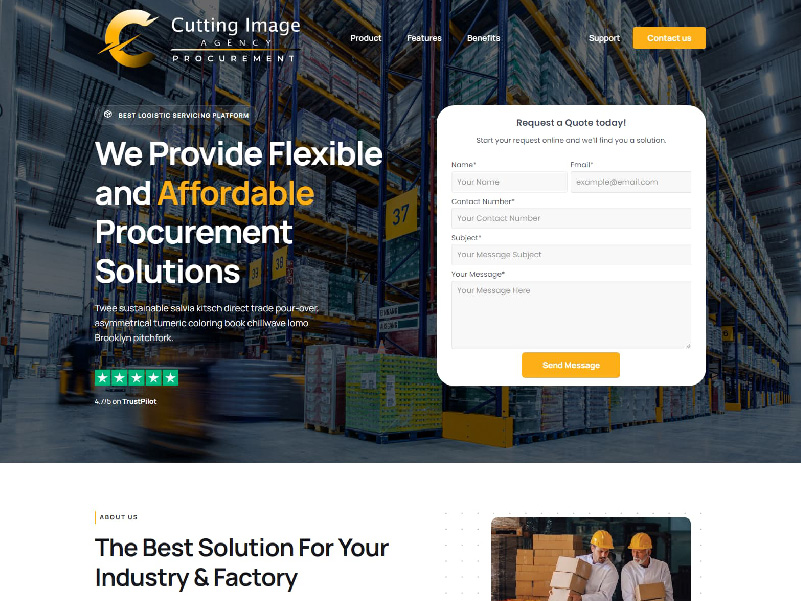 Cutting Image
AGENCY
PROCUREMENT
Product Features Benefits Support Contact us
BEST LOGISTIC SERVICING PLATFORM
We Provide Flexible
and Affordable
Procurement
Solutions
Twee sustainable salvia kitsch direct trade pour-over,
asymmetrical tumeric coloring book chillwave lomo
Brooklyn pitchfork.
4.7/5 on TrustPilot
Request a Quote today!
Start your request online and we'll find you a solution.
Name* Email*
Your Name example@email.com
Contact Number*
Your Contact Number
Subject*
Your Message Subject
Your Message*
Your Message Here
Send Message
37
39
38
ABOUT US
The Best Solution For Your
Industry & Factory